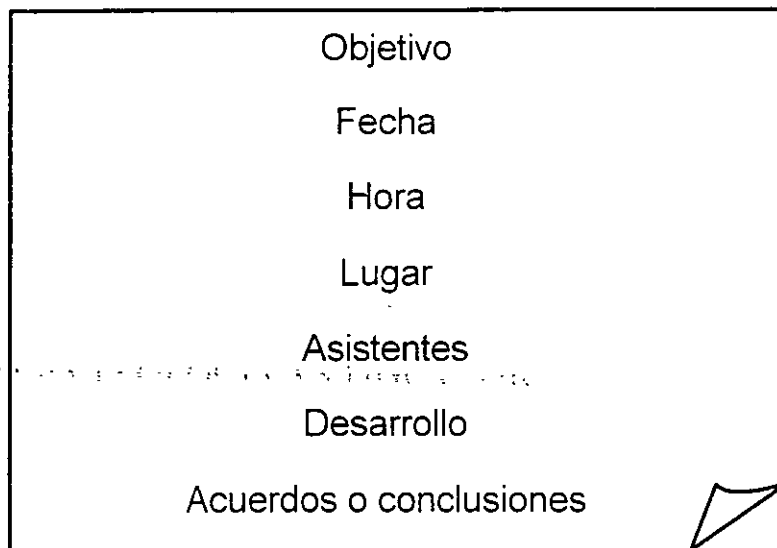 Objetivo
Fecha
Hora
Lugar
Asistentes
Desarrollo
Acuerdos o conclusiones